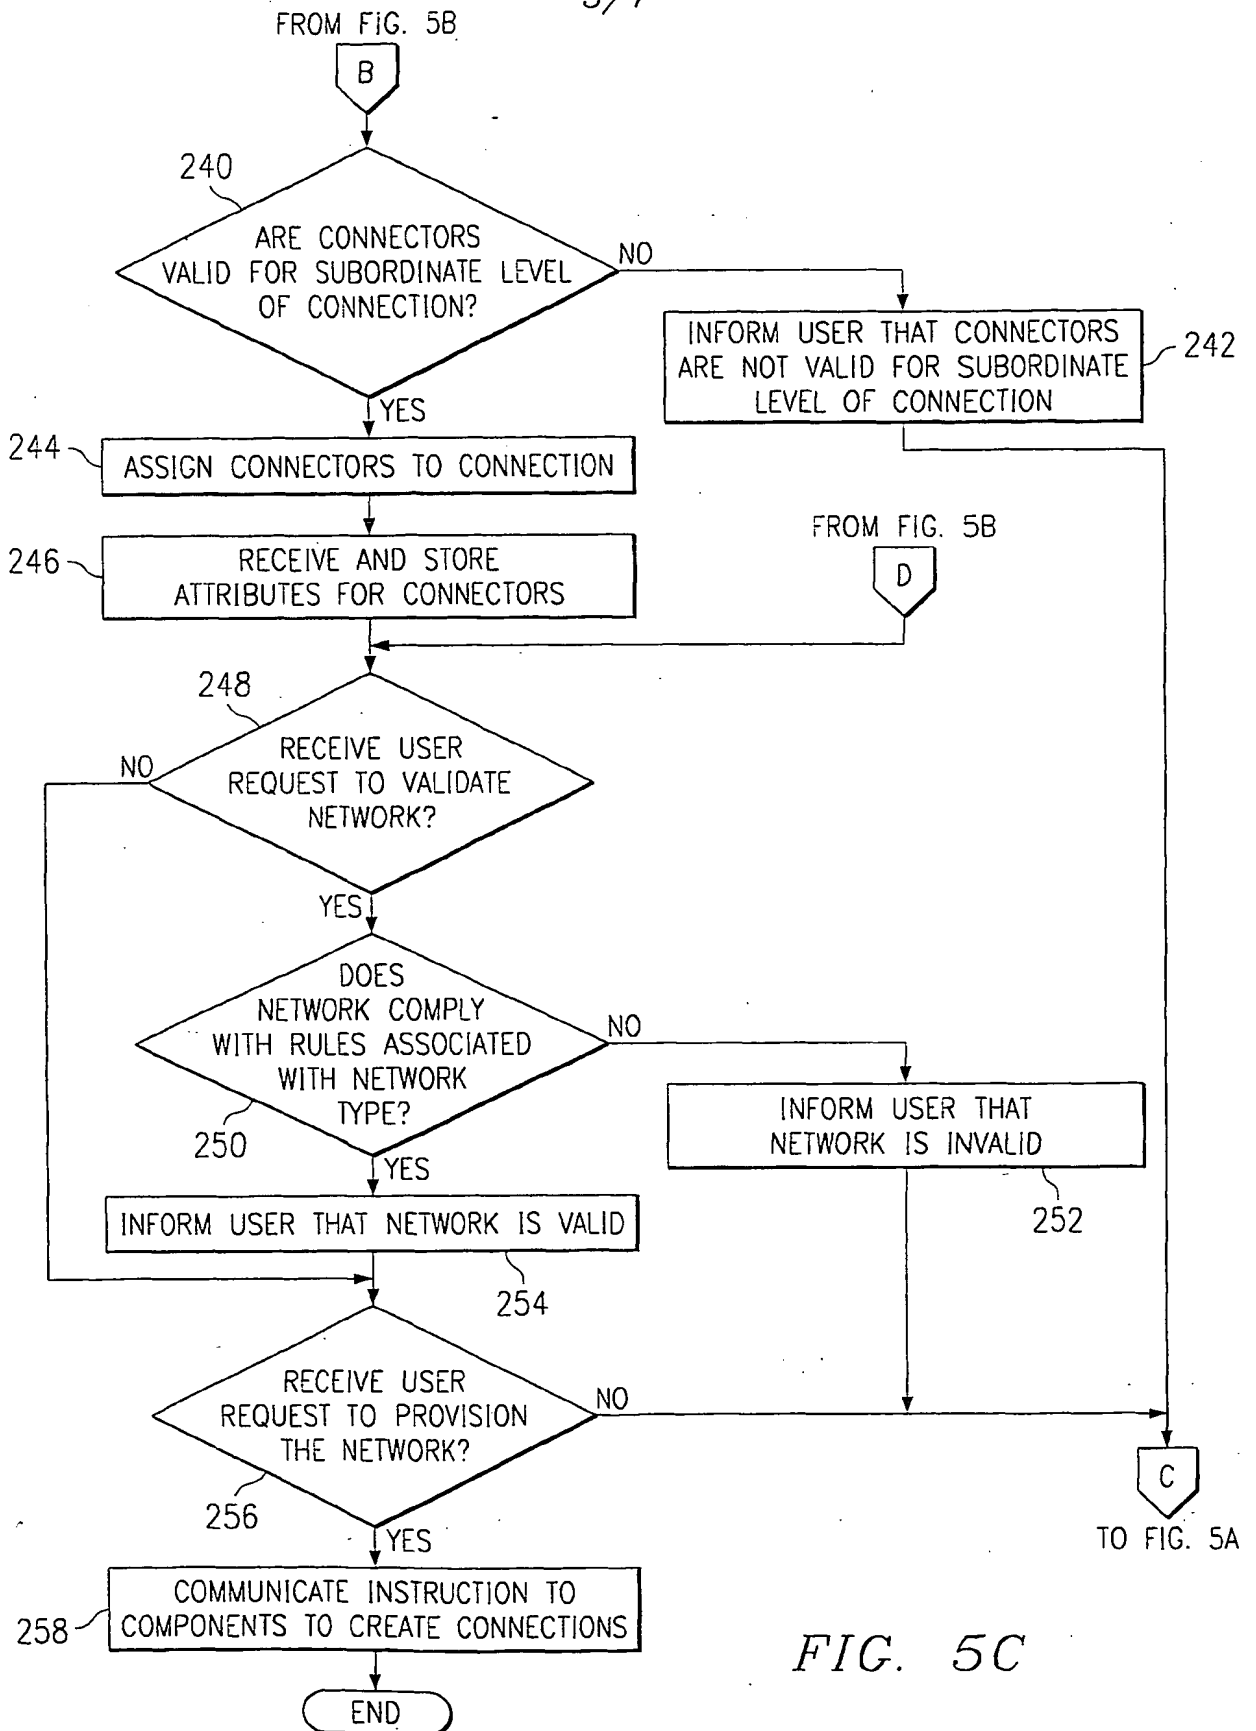 FROM FIG. 5B
B
240
ARE CONNECTORS
VALID FOR SUBORDINATE LEVEL
OF CONNECTION?
NO
INFORM USER THAT CONNECTORS
ARE NOT VALID FOR SUBORDINATE
LEVEL OF CONNECTION
242
YES
244
ASSIGN CONNECTORS TO CONNECTION
246
RECEIVE AND STORE
ATTRIBUTES FOR CONNECTORS
FROM FIG. 5B
D
248
NO
RECEIVE USER
REQUEST TO VALIDATE
NETWORK?
YES
DOES
NETWORK COMPLY
WITH RULES ASSOCIATED
WITH NETWORK
TYPE?
NO
250
INFORM USER THAT
NETWORK IS INVALID
252
YES
INFORM USER THAT NETWORK IS VALID
254
RECEIVE USER
REQUEST TO PROVISION
THE NETWORK?
NO
256
C
TO FIG. 5A
YES
COMMUNICATE INSTRUCTION TO
COMPONENTS TO CREATE CONNECTIONS
258
END
FIG. 5C